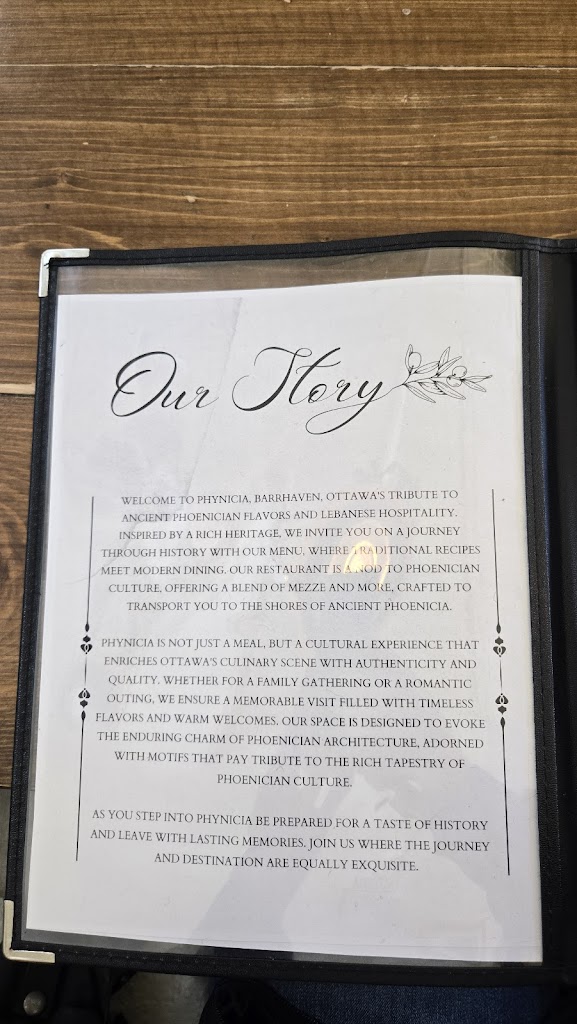 Our Story
WELCOME TO PHYNICIA, BARRHAVEN, OTTAWA'S TRIBUTE TO
ANCIENT PHOENICIAN FLAVORS AND LEBANESE HOSPITALITY.
INSPIRED BY A RICH HERITAGE, WE INVITE YOU ON A JOURNEY
THROUGH HISTORY WITH OUR MENU, WHERE TRADITIONAL RECIPES
MEET MODERN DINING. OUR RESTAURANT IS A NOD TO PHOENICIAN
CULTURE, OFFERING A BLEND OF MEZZE AND MORE, CRAFTED TO
TRANSPORT YOU TO THE SHORES OF ANCIENT PHOENICIA.
PHYNICIA IS NOT JUST A MEAL, BUT A CULTURAL EXPERIENCE THAT
ENRICHES OTTAWA'S CULINARY SCENE WITH AUTHENTICITY AND
QUALITY. WHETHER FOR A FAMILY GATHERING OR A ROMANTIC
OUTING, WE ENSURE A MEMORABLE VISIT FILLED WITH TIMELESS
FLAVORS AND WARM WELCOMES. OUR SPACE IS DESIGNED TO EVOKE
THE ENDURING CHARM OF PHOENICIAN ARCHITECTURE, ADORNED
WITH MOTIFS THAT PAY TRIBUTE TO THE RICH TAPESTRY OF
PHOENICIAN CULTURE.
AS YOU STEP INTO PHYNICIA BE PREPARED FOR A TASTE OF HISTORY
AND LEAVE WITH LASTING MEMORIES. JOIN US WHERE THE JOURNEY
AND DESTINATION ARE EQUALLY EXQUISITE.